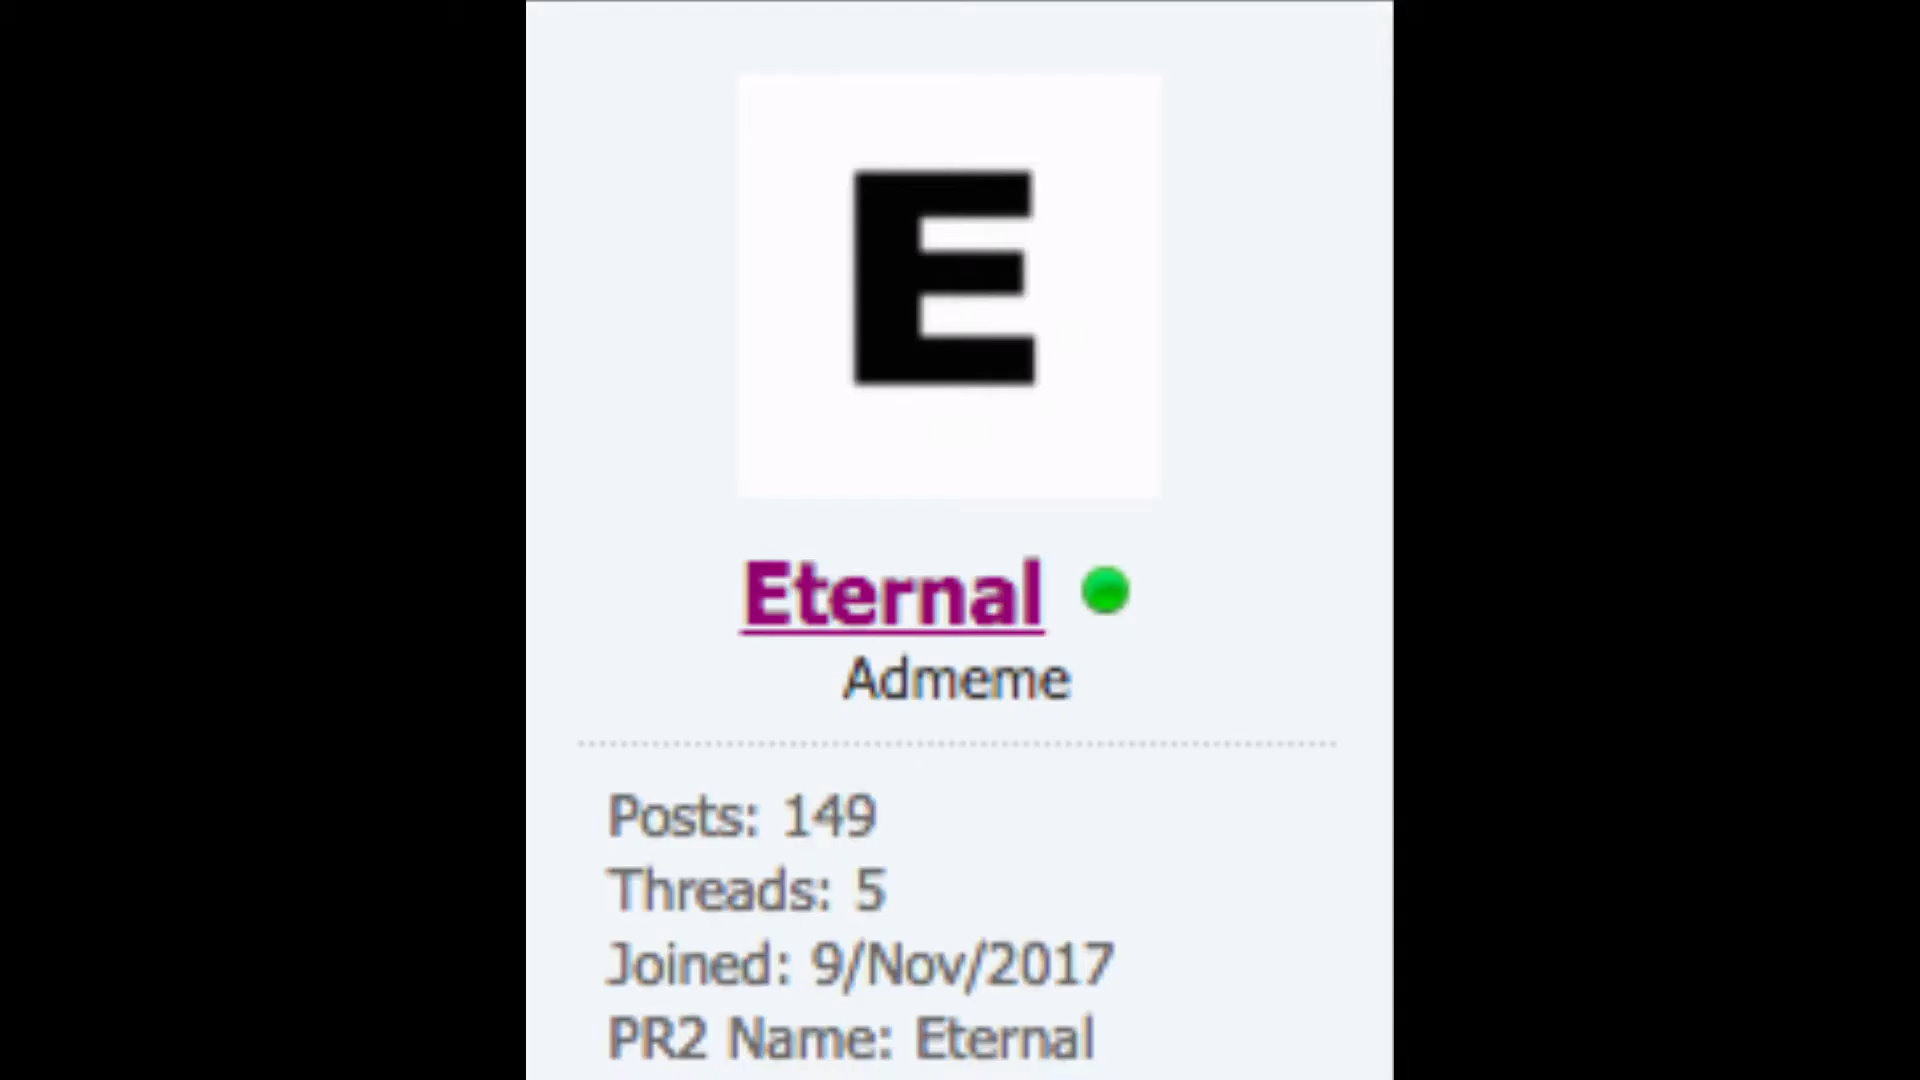 E
Eternal
Admeme
Posts: 149
Threads: 5
Joined: 9/Nov/2017
PR2 Name: Eternal